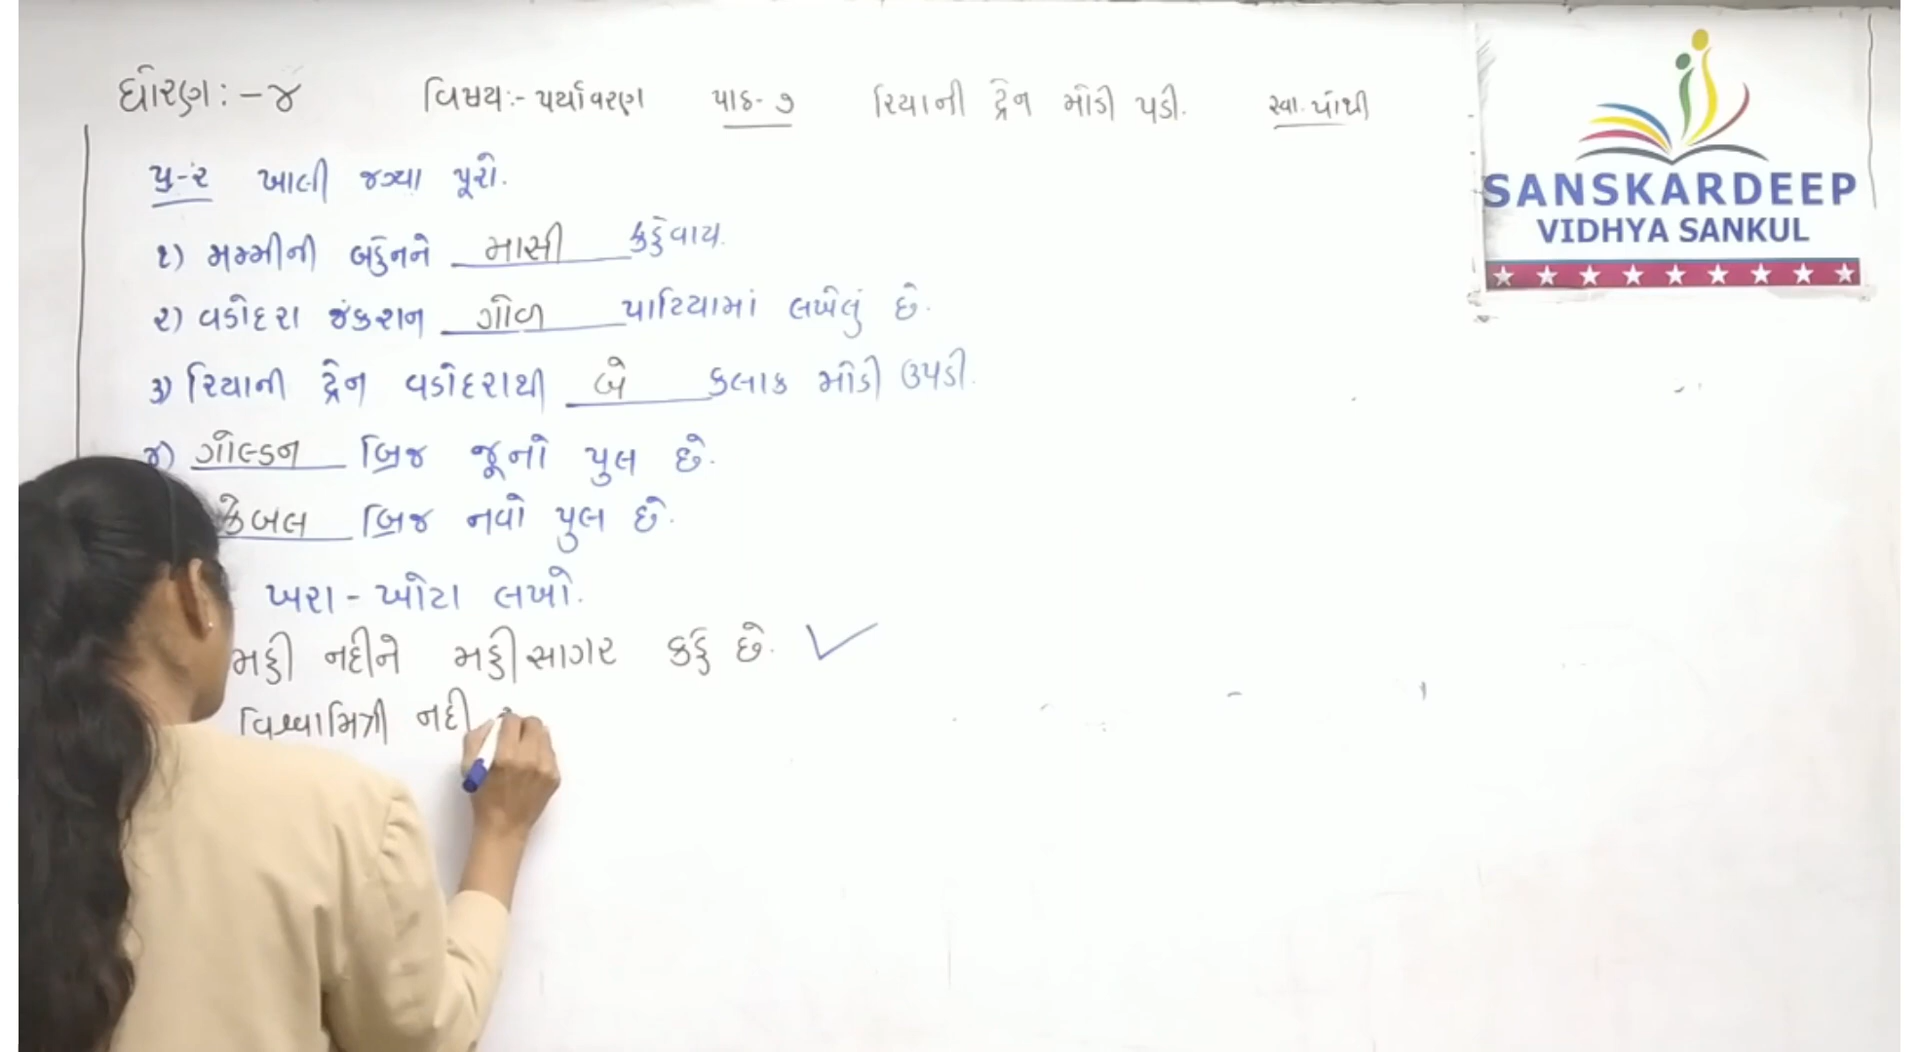 ધોરણ:-૪ વિષય:- પર્યાવરણ પાઠ-૭ રિયાની ટ્રેન મોડી પડી. સ્વા.પોથી
પ્ર-૨ ખાલી જગ્યા પૂરો.
૧) મમ્મીની બહેનને માસી કહેવાય.
૨) વડોદરા જંકશન ગોળ પાટિયામાં લખેલું છે.
૩) રિયાની ટ્રેન વડોદરાથી બે કલાક મોડી ઉપડી.
૪) ગોલ્ડન બ્રિજ જૂનો પુલ છે.
કેબલ બ્રિજ નવો પુલ છે.
ખરા - ખોટા લખો.
મહી નદીને મહીસાગર કહે છે. ✓
વિશ્વામિત્રી નદી
SANSKARDEEP
VIDHYA SANKUL